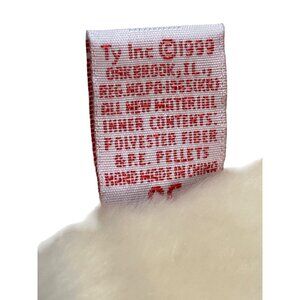 Ty Inc ©1999
OAKBROOK, IL.,
REG.NO.PA-1965(KR)
ALL NEW MATERIAL
INNER CONTENTS:
POLYESTER FIBER
& P.E. PELLETS
HAND MADE IN CHINA